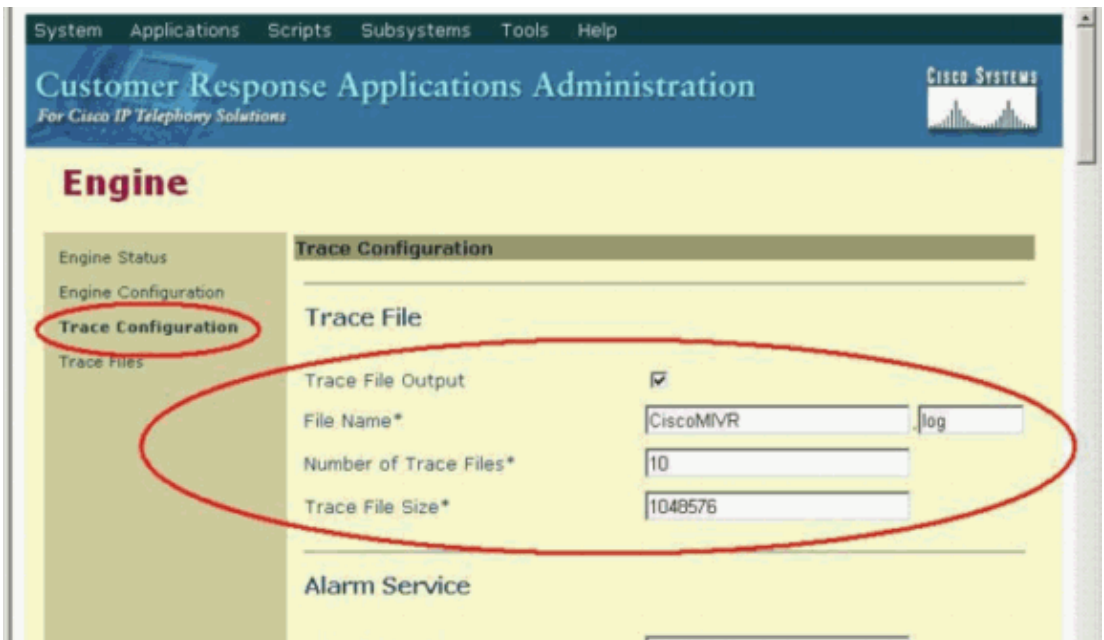 System Applications Scripts Subsystems Tools Help
Customer Response Applications Administration
For Cisco IP Telephony Solutions
CISCO SYSTEMS
Engine
Engine Status
Engine Configuration
Trace Configuration
Trace Files
Trace Configuration
Trace File
Trace File Output
File Name* CiscoMIVR .log
Number of Trace Files* 10
Trace File Size* 1048576
Alarm Service